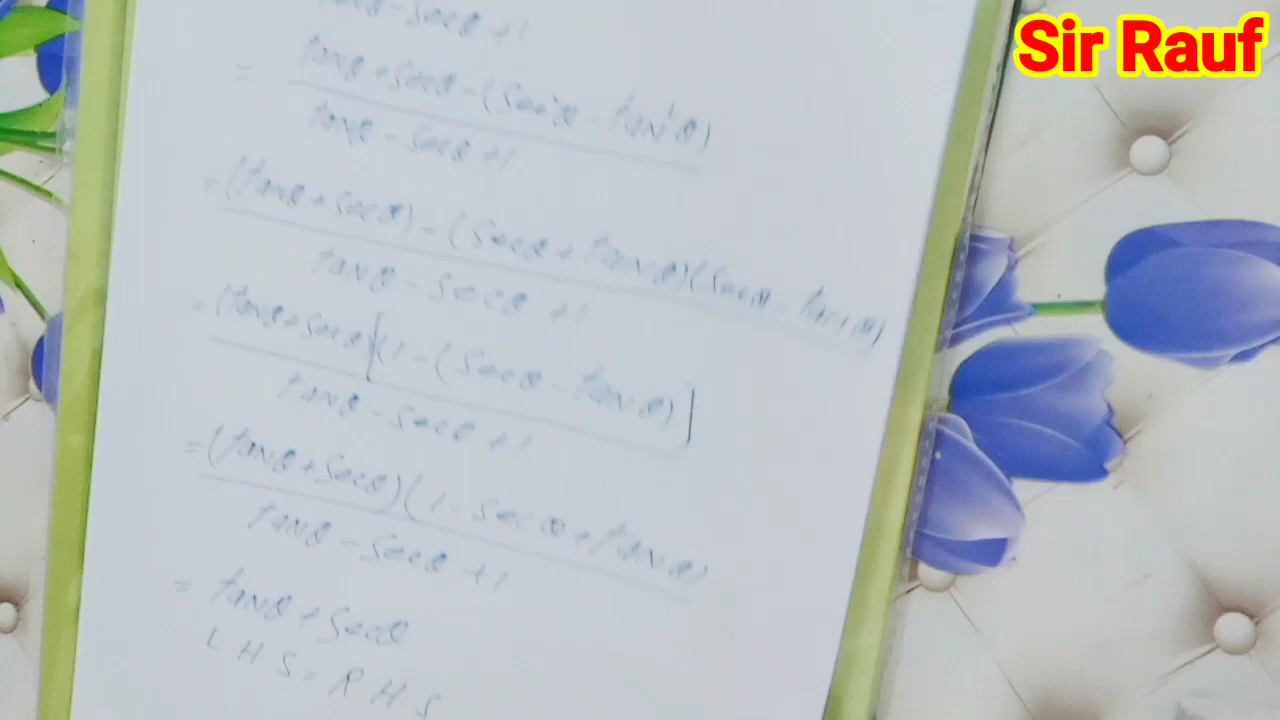 Sir Rauf
tanθ - secθ + 1
= tanθ + secθ - (sec²θ - tan²θ)
tanθ - secθ + 1
= (tanθ + secθ) - (secθ + tanθ)(secθ - tanθ)
tanθ - secθ + 1
= (tanθ + secθ)[(1 - (secθ - tanθ)]
tanθ - secθ + 1
= (tanθ + secθ)(1 - secθ + tanθ)
tanθ - secθ + 1
= tanθ + secθ
L H S = R H. S